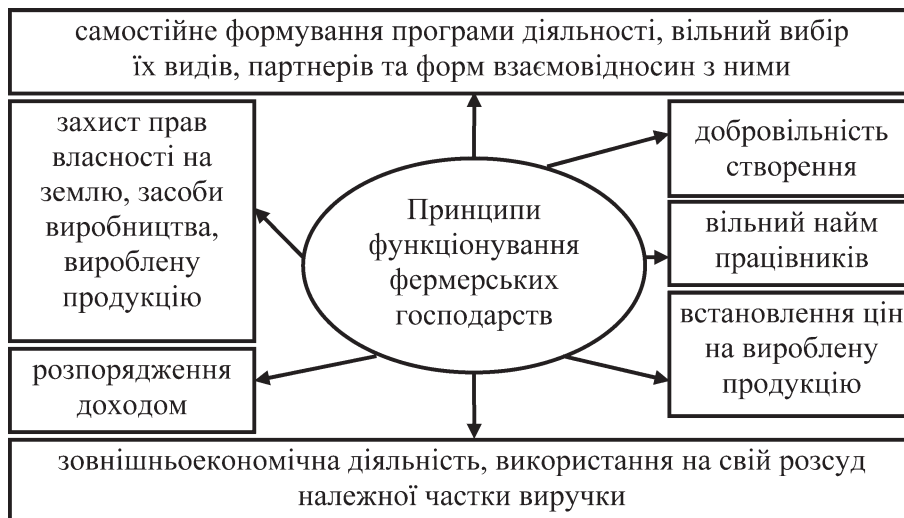 самостійне формування програми діяльності, вільний вибір
їх видів, партнерів та форм взаємовідносин з ними
захист прав
власності на
землю, засоби
виробництва,
вироблену
продукцію
розпорядження
доходом
Принципи
функціонування
фермерських
господарств
добровільність
створення
вільний найм
працівників
встановлення цін
на вироблену
продукцію
зовнішньоекономічна діяльність, використання на свій розсуд
належної частки виручки